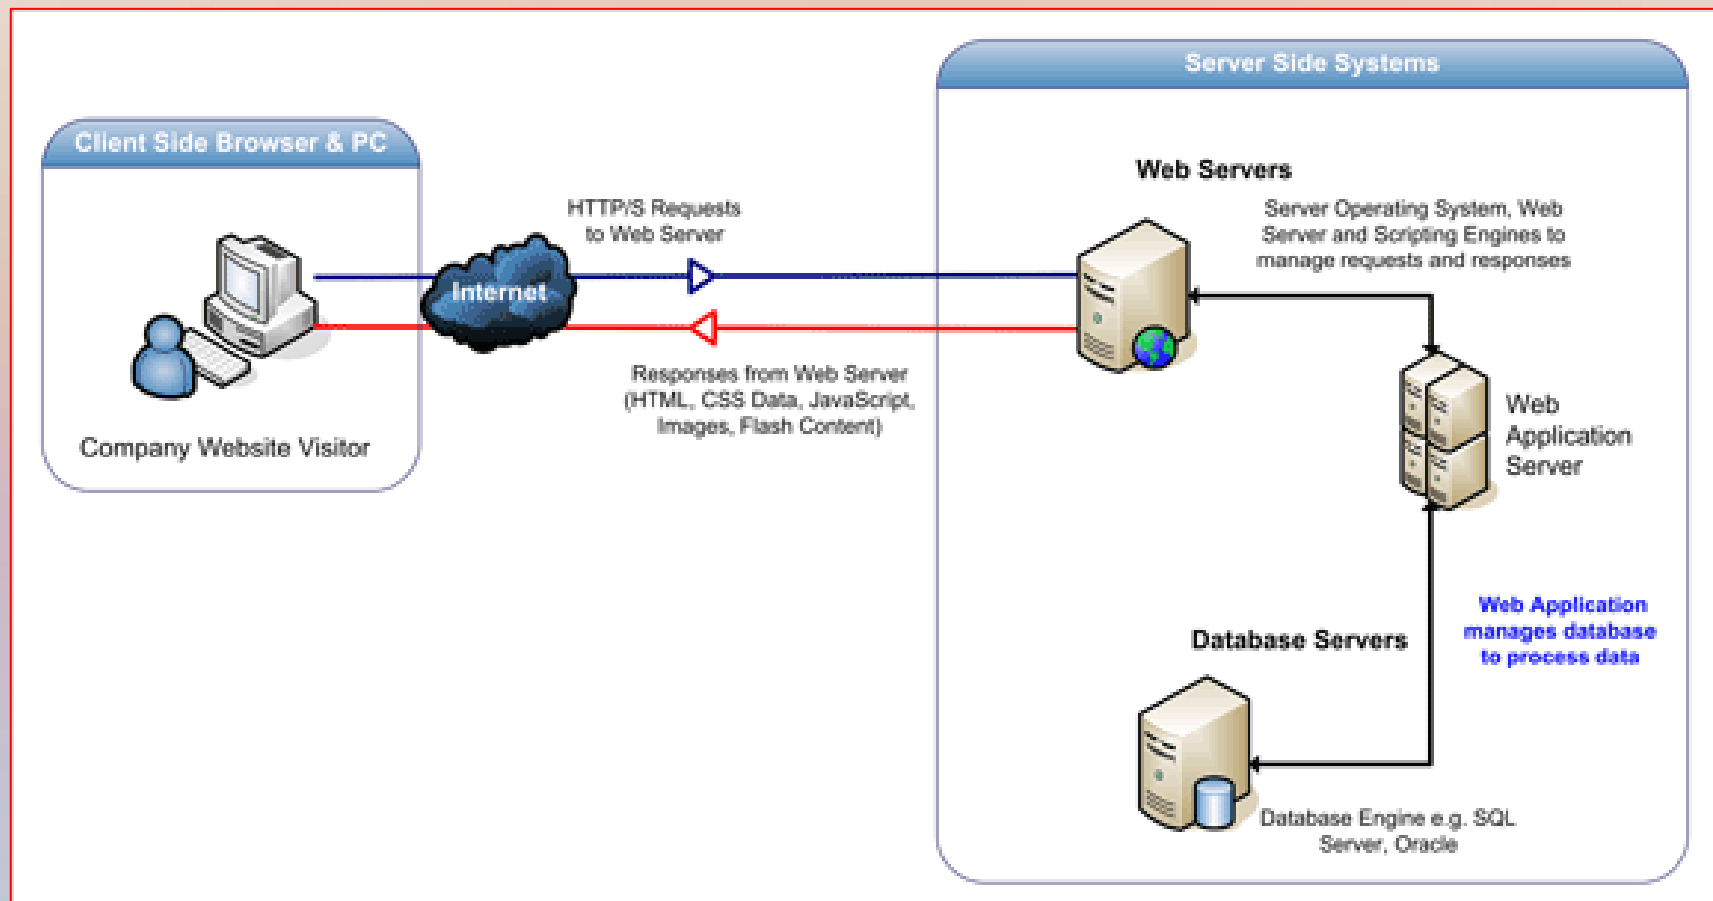 Server Side Systems
Client Side Browser & PC
Web Servers
Server Operating System, Web
Server and Scripting Engines to
manage requests and responses
HTTP/S Requests
to Web Server
Internet
Responses from Web Server
(HTML, CSS Data, JavaScript,
Images, Flash Content)
Company Website Visitor
Web
Application
Server
Web Application
manages database
to process data
Database Servers
Database Engine e.g. SQL
Server, Oracle